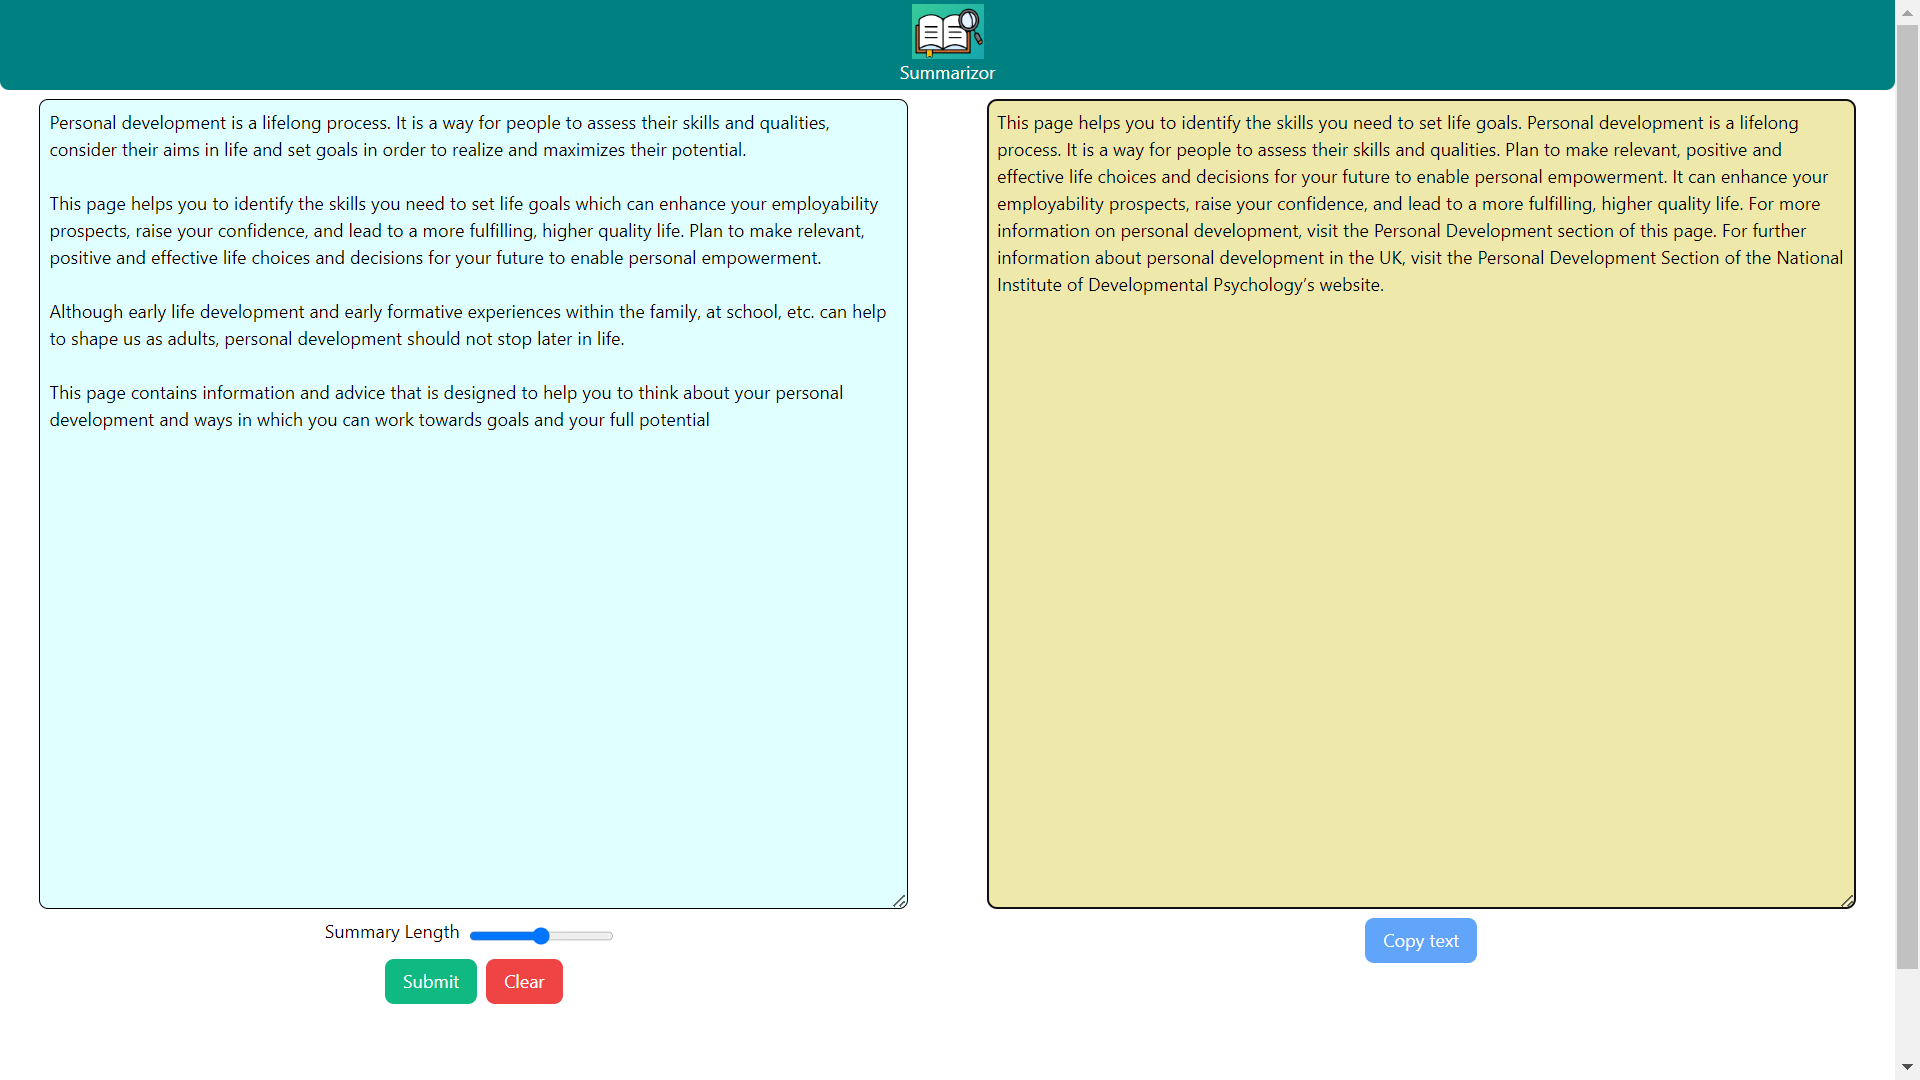 Summarizor
Personal development is a lifelong process. It is a way for people to assess their skills and qualities,
consider their aims in life and set goals in order to realize and maximizes their potential.
This page helps you to identify the skills you need to set life goals which can enhance your employability
prospects, raise your confidence, and lead to a more fulfilling, higher quality life. Plan to make relevant,
positive and effective life choices and decisions for your future to enable personal empowerment.
Although early life development and early formative experiences within the family, at school, etc. can help
to shape us as adults, personal development should not stop later in life.
This page contains information and advice that is designed to help you to think about your personal
development and ways in which you can work towards goals and your full potential
Summary Length
Submit
Clear
This page helps you to identify the skills you need to set life goals. Personal development is a lifelong
process. It is a way for people to assess their skills and qualities. Plan to make relevant, positive and
effective life choices and decisions for your future to enable personal empowerment. It can enhance your
employability prospects, raise your confidence, and lead to a more fulfilling, higher quality life. For more
information on personal development, visit the Personal Development section of this page. For further
information about personal development in the UK, visit the Personal Development Section of the National
Institute of Developmental Psychology’s website.
Copy text